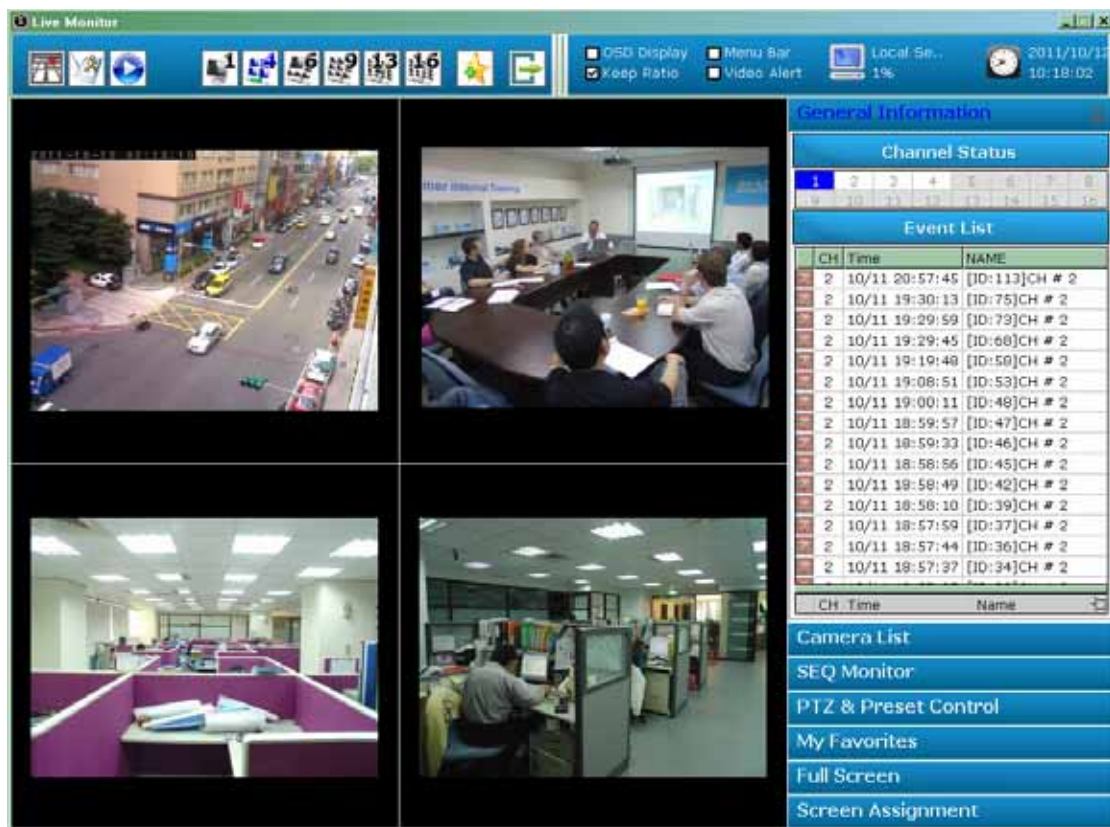 Live Monitor
1 4 6 9 13 16
OSD Display
Menu Bar
Keep Ratio
Video Alert
Local Se..
1%
2011/10/12
10:18:02
General Information
Channel Status
1 2 3 4 5 6 7 8
9 10 11 12 13 14 15 16
Event List
CH Time NAME
2 10/11 20:57:45 [ID:113]CH # 2
2 10/11 19:30:13 [ID:75]CH # 2
2 10/11 19:29:59 [ID:73]CH # 2
2 10/11 19:29:45 [ID:68]CH # 2
2 10/11 19:19:48 [ID:58]CH # 2
2 10/11 19:08:51 [ID:53]CH # 2
2 10/11 19:00:11 [ID:48]CH # 2
2 10/11 18:59:57 [ID:47]CH # 2
2 10/11 18:59:33 [ID:46]CH # 2
2 10/11 18:58:56 [ID:45]CH # 2
2 10/11 18:58:49 [ID:42]CH # 2
2 10/11 18:58:10 [ID:39]CH # 2
2 10/11 18:57:59 [ID:37]CH # 2
2 10/11 18:57:44 [ID:36]CH # 2
2 10/11 18:57:37 [ID:34]CH # 2
CH Time Name
Camera List
SEQ Monitor
PTZ & Preset Control
My Favorites
Full Screen
Screen Assignment